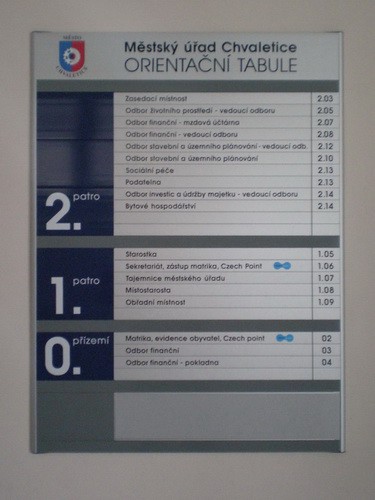 MĚSTO
CHVALETICE
Městský úřad Chvaletice
ORIENTAČNÍ TABULE
2. patro
Zasedací místnost 2.03
Odbor životního prostředí - vedoucí odboru 2.05
Odbor finanční - mzdová účtárna 2.07
Odbor finanční - vedoucí odboru 2.08
Odbor stavební a územního plánování - vedoucí odb. 2.12
Odbor stavební a územního plánování 2.10
Sociální péče 2.13
Podatelna 2.13
Odbor investic a údržby majetku - vedoucí odboru 2.14
Bytové hospodářství 2.14
1. patro
Starostka 1.05
Sekretariát, zástup matrika, Czech Point 1.06
Tajemnice městského úřadu 1.07
Místostarosta 1.08
Obřadní místnost 1.09
0. přízemí
Matrika, evidence obyvatel, Czech point 02
Odbor finanční 03
Odbor finanční - pokladna 04